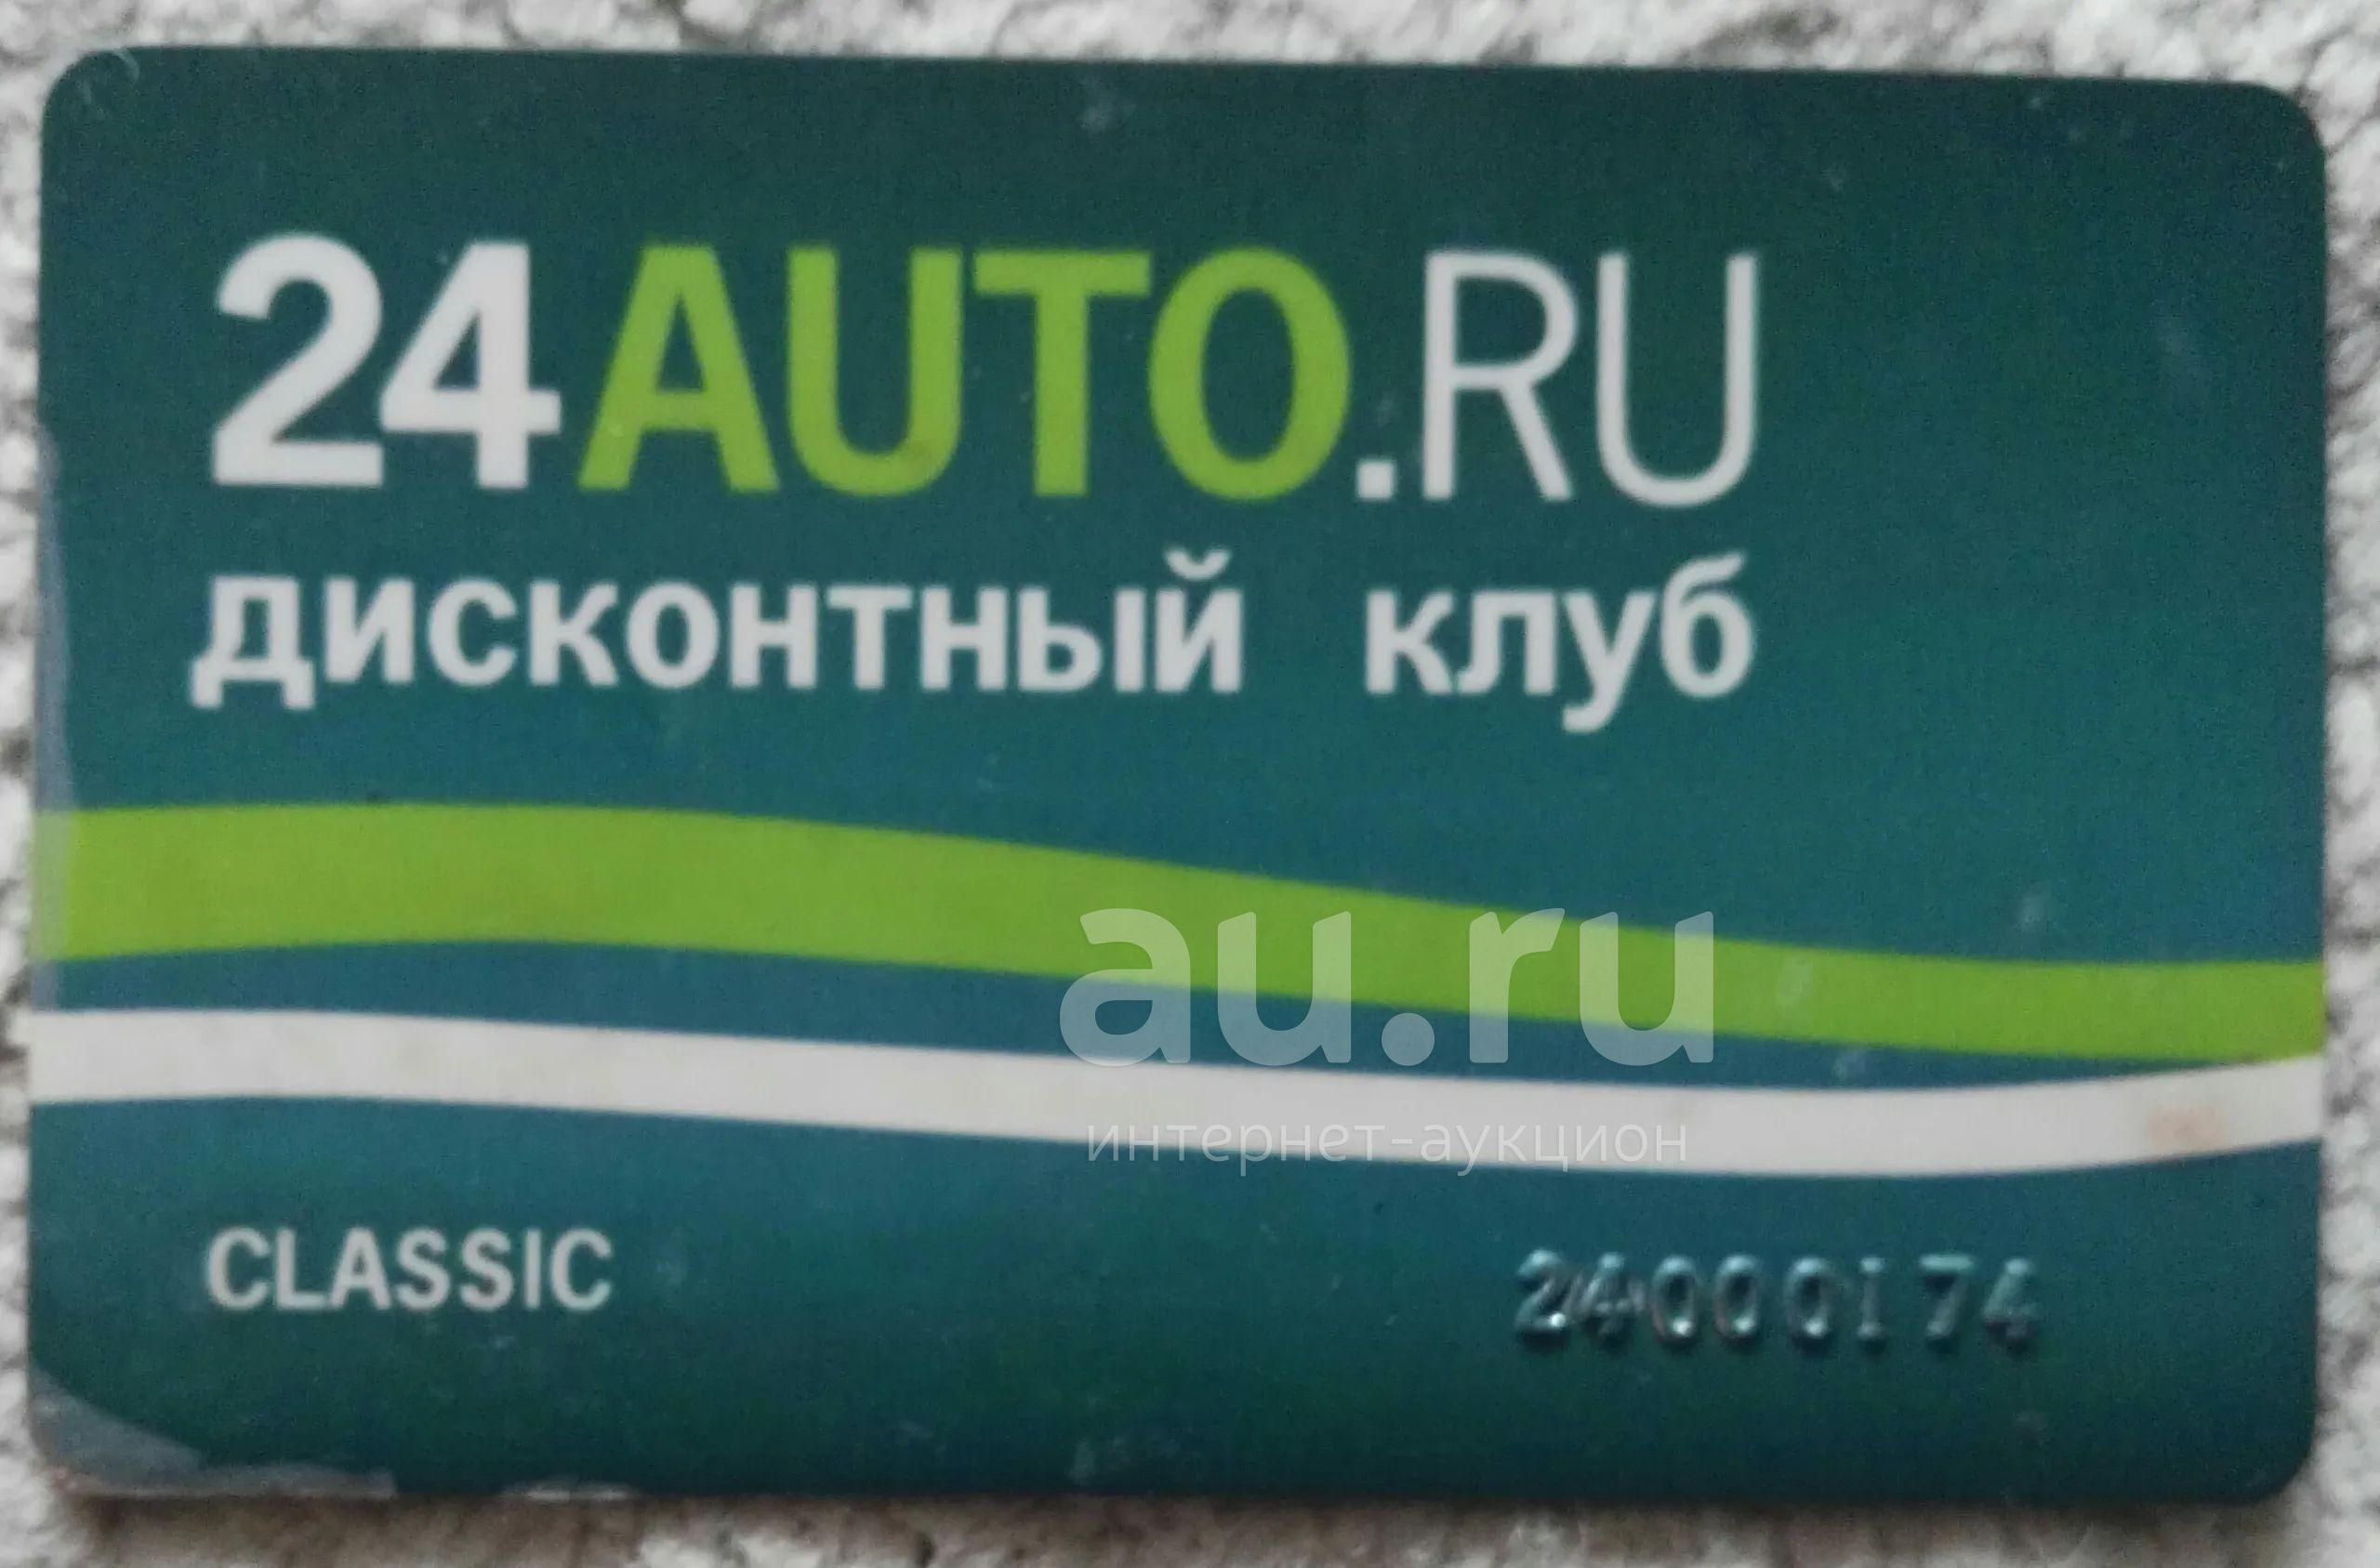 24AUTO.RU
дисконтный клуб
au.ru
интернет-аукцион
CLASSIC
24000174